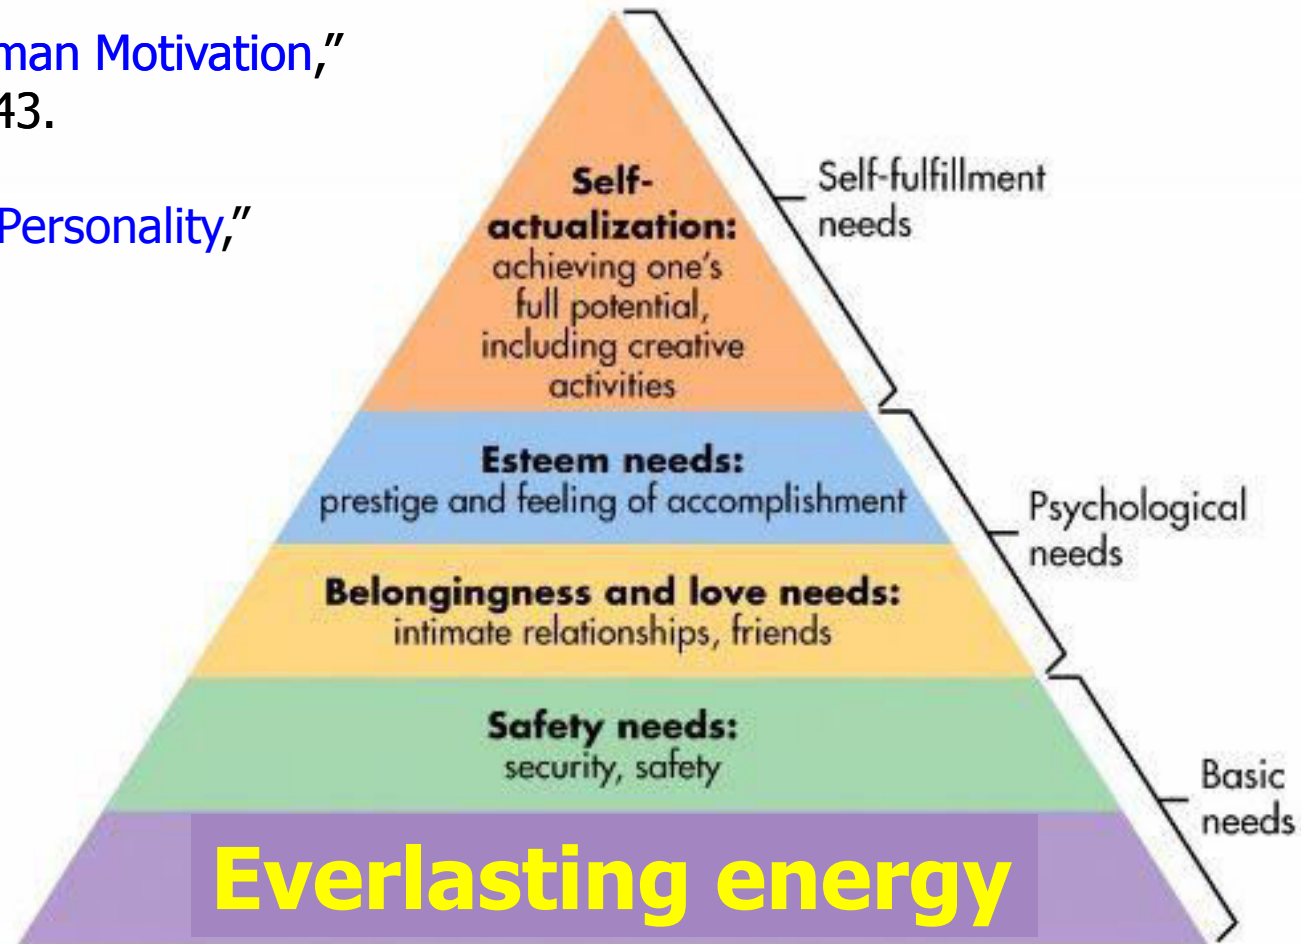 man Motivation,”
43.
Personality,”
Self-
actualization:
achieving one’s
full potential,
including creative
activities
Self-fulfillment
needs
Esteem needs:
prestige and feeling of accomplishment
Psychological
needs
Belongingness and love needs:
intimate relationships, friends
Safety needs:
security, safety
Basic
needs
Everlasting energy